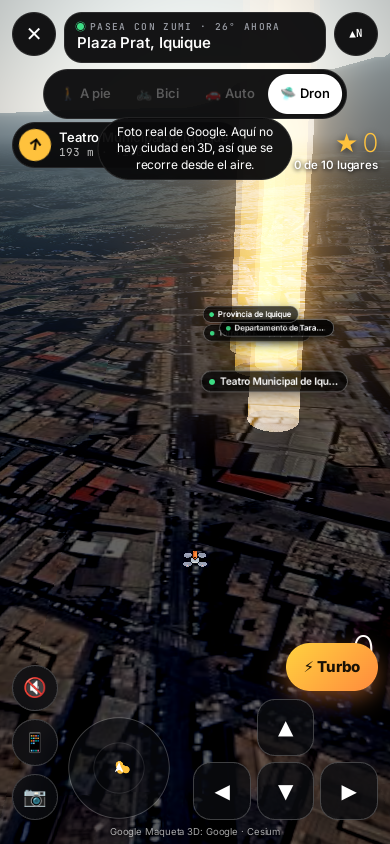 PASEA CON ZUMI · 26° AHORA
Plaza Prat, Iquique
▲N
A pie
Bici
Auto
Dron
Teatro
193 m
Foto real de Google. Aquí no
hay ciudad en 3D, así que se
recorre desde el aire.
★ 0
0 de 10 lugares
Provincia de Iquique
Departamento de Tara...
Teatro Municipal de Iqu...
⚡ Turbo
Google Maqueta 3D: Google · Cesium